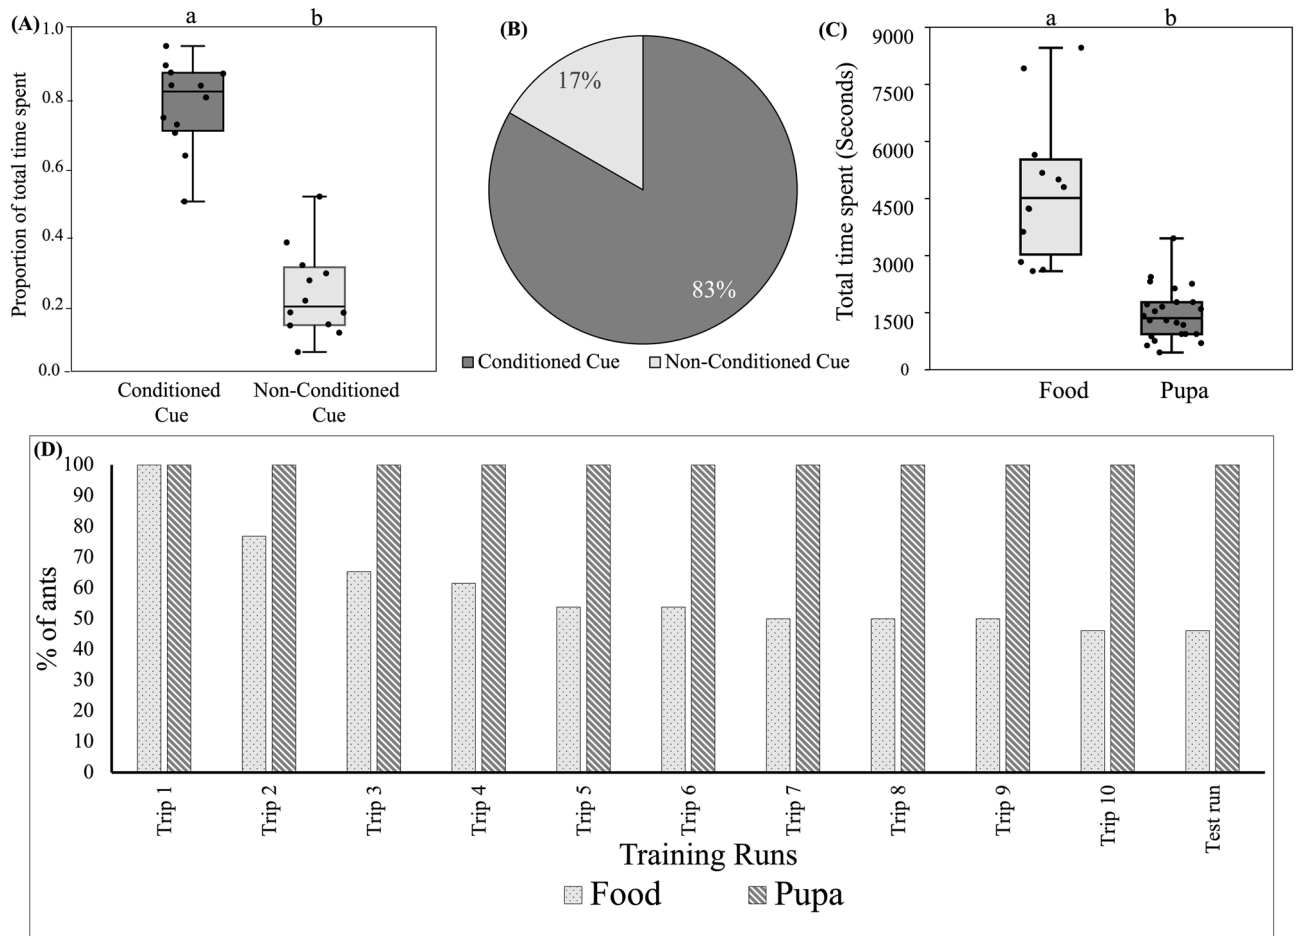 (A)
a
b
Proportion of total time spent
1.0
0.8
0.6
0.4
0.2
0.0
Conditioned
Cue
Non-Conditioned
Cue
(B)
17%
83%
Conditioned Cue
Non-Conditioned Cue
(C)
a
b
Total time spent (Seconds)
9000
7500
6000
4500
3000
1500
0
Food
Pupa
(D)
% of ants
100
90
80
70
60
50
40
30
20
10
0
Trip 1
Trip 2
Trip 3
Trip 4
Trip 5
Trip 6
Trip 7
Trip 8
Trip 9
Trip 10
Test run
Training Runs
Food
Pupa